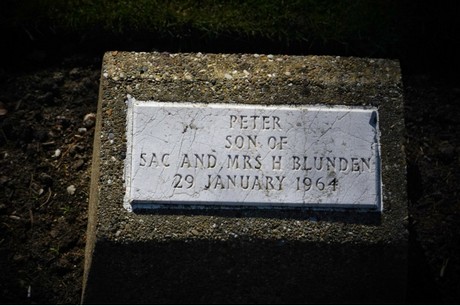 PETER
SON OF
SAC AND MRS H BLUNDEN
29 JANUARY 1964